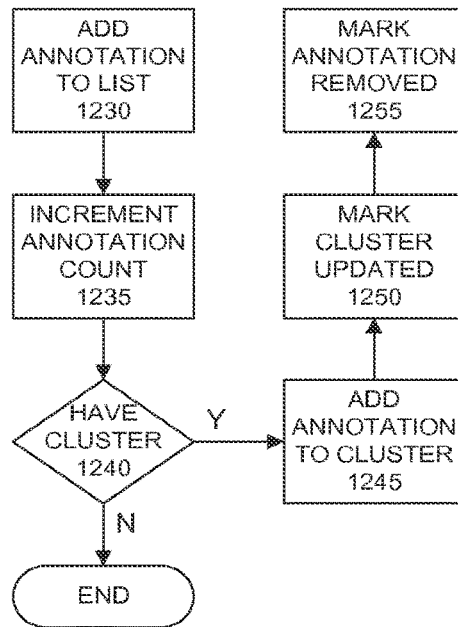 ADD
ANNOTATION
TO LIST
1230
INCREMENT
ANNOTATION
COUNT
1235
HAVE
CLUSTER
1240
Y
N
END
MARK
ANNOTATION
REMOVED
1255
MARK
CLUSTER
UPDATED
1250
ADD
ANNOTATION
TO CLUSTER
1245